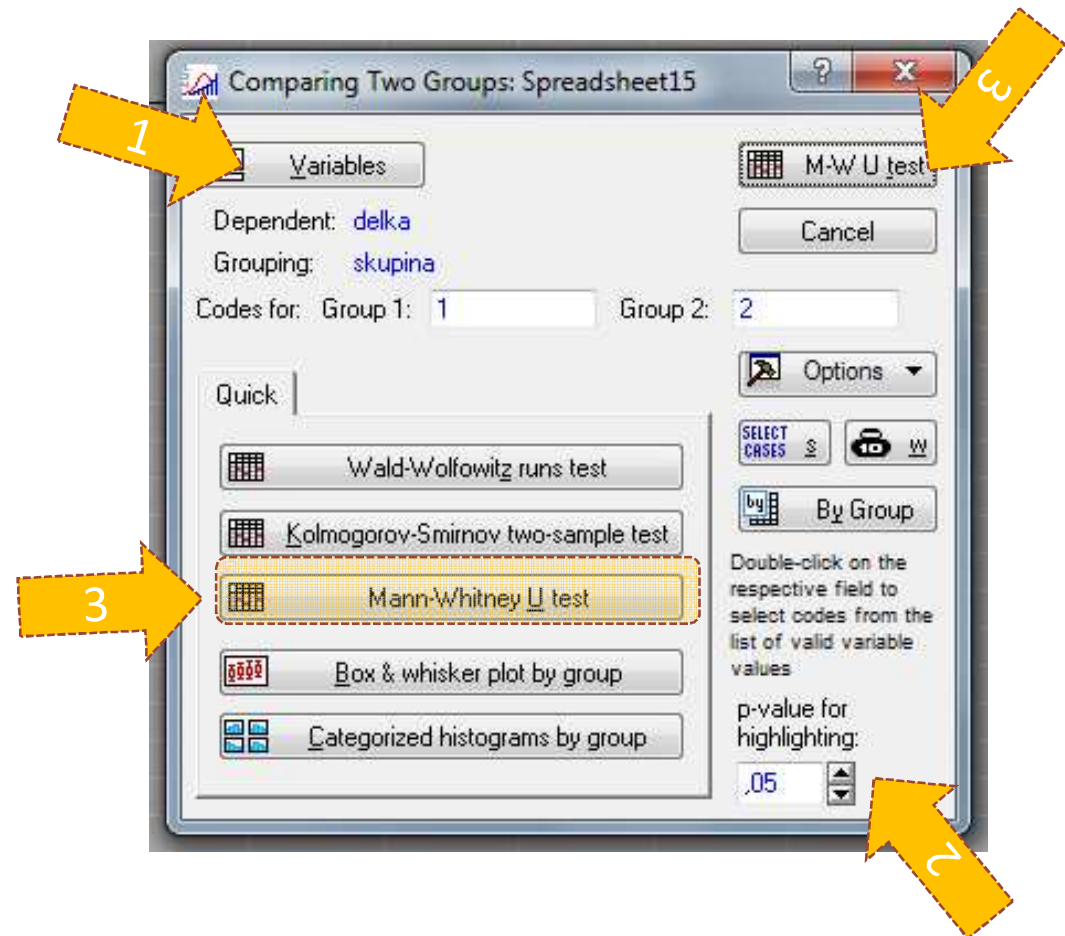 Comparing Two Groups: Spreadsheet15
?
x
1
3
Variables
M-W U test
Dependent: delka
Cancel
Grouping: skupina
Codes for: Group 1: 1 Group 2: 2
Options
Quick
SELECT CASES S
W
Wald-Wolfowitz runs test
by
By Group
Kolmogorov-Smirnov two-sample test
3
Mann-Whitney U test
Double-click on the
respective field to
select codes from the
list of valid variable
values
Box & whisker plot by group
Categorized histograms by group
p-value for
highlighting:
,05
2